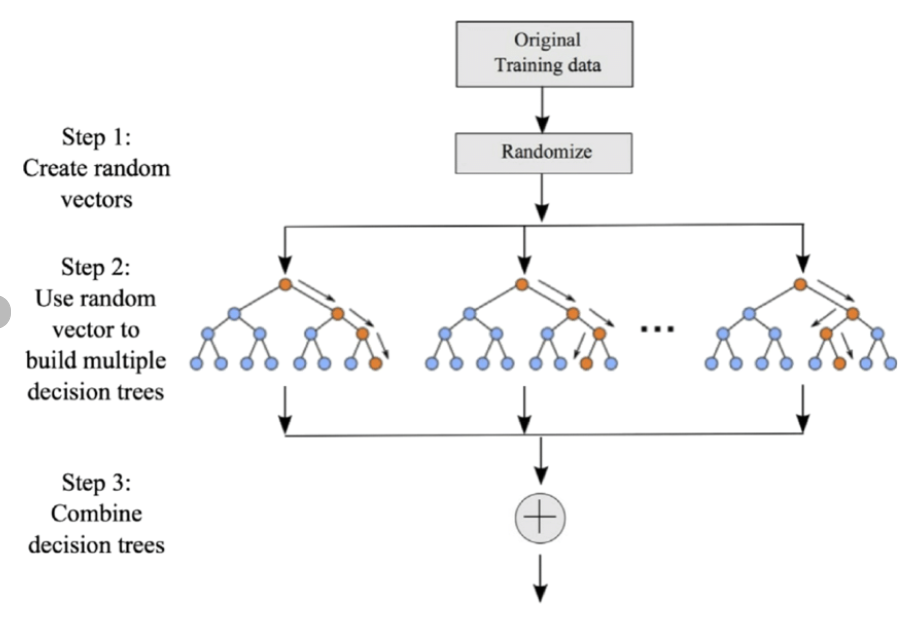 Original
Training data
Step 1:
Create random
vectors
Randomize
Step 2:
Use random
vector to
build multiple
decision trees
...
Step 3:
Combine
decision trees
+